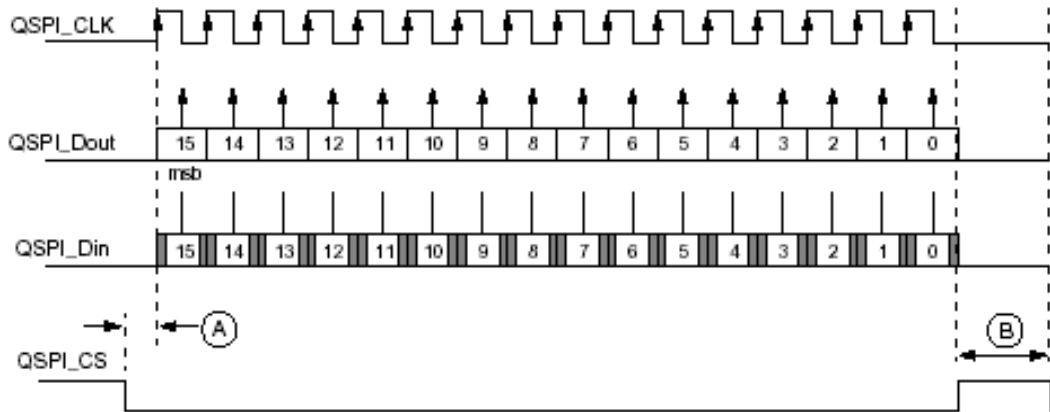 QSPI_CLK
QSPI_Dout 15 14 13 12 11 10 9 8 7 6 5 4 3 2 1 0
msb
QSPI_Din 15 14 13 12 11 10 9 8 7 6 5 4 3 2 1 0
A B
QSPI_CS